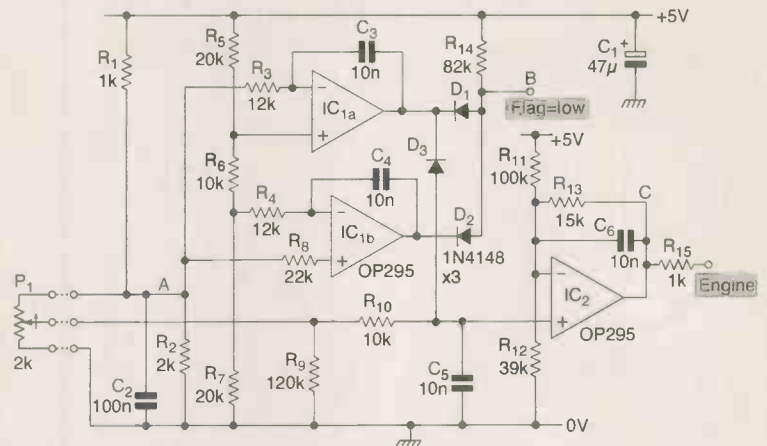 +5V
R5
20k
C3
10n
R14
82k
C1
+
47µ
R1
1k
R3
12k
−
IC1a
+
D1
B
Flag=low
D3
R6
10k
C4
10n
+5V
R11
100k
R13
15k
C
R4
12k
−
IC1b
+
D2
1N4148
x3
C6
10n
R15
1k
Engine
R8
22k
OP295
P1
2k
A
R10
10k
−
IC2
+
OP295
R2
2k
C2
100n
R7
20k
R9
120k
C5
10n
R12
39k
0V